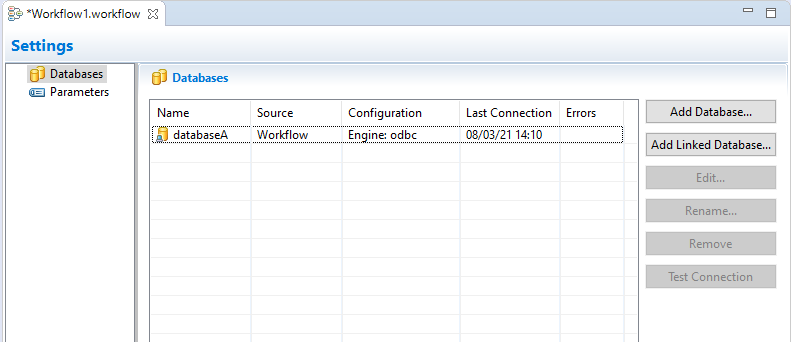 *Workflow1.workflow
Settings
Databases
Parameters
Databases
Name Source Configuration Last Connection Errors
databaseA Workflow Engine: odbc 08/03/21 14:10
Add Database...
Add Linked Database...
Edit...
Rename...
Remove
Test Connection